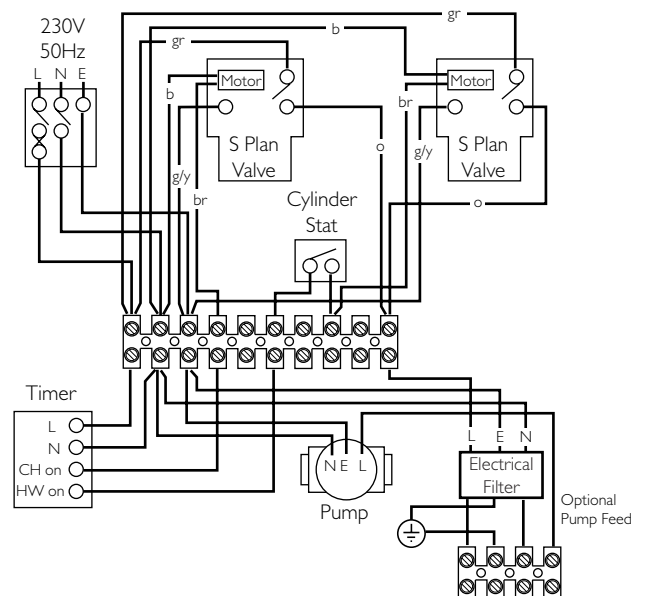 gr
b
230V
50Hz
gr
L N E
Motor
Motor
b
br
S Plan
Valve
S Plan
Valve
o
g/y
g/y
br
Cylinder
Stat
o
Timer
L
N
CH on
HW on
N E L
Pump
L E N
Electrical
Filter
Optional
Pump Feed